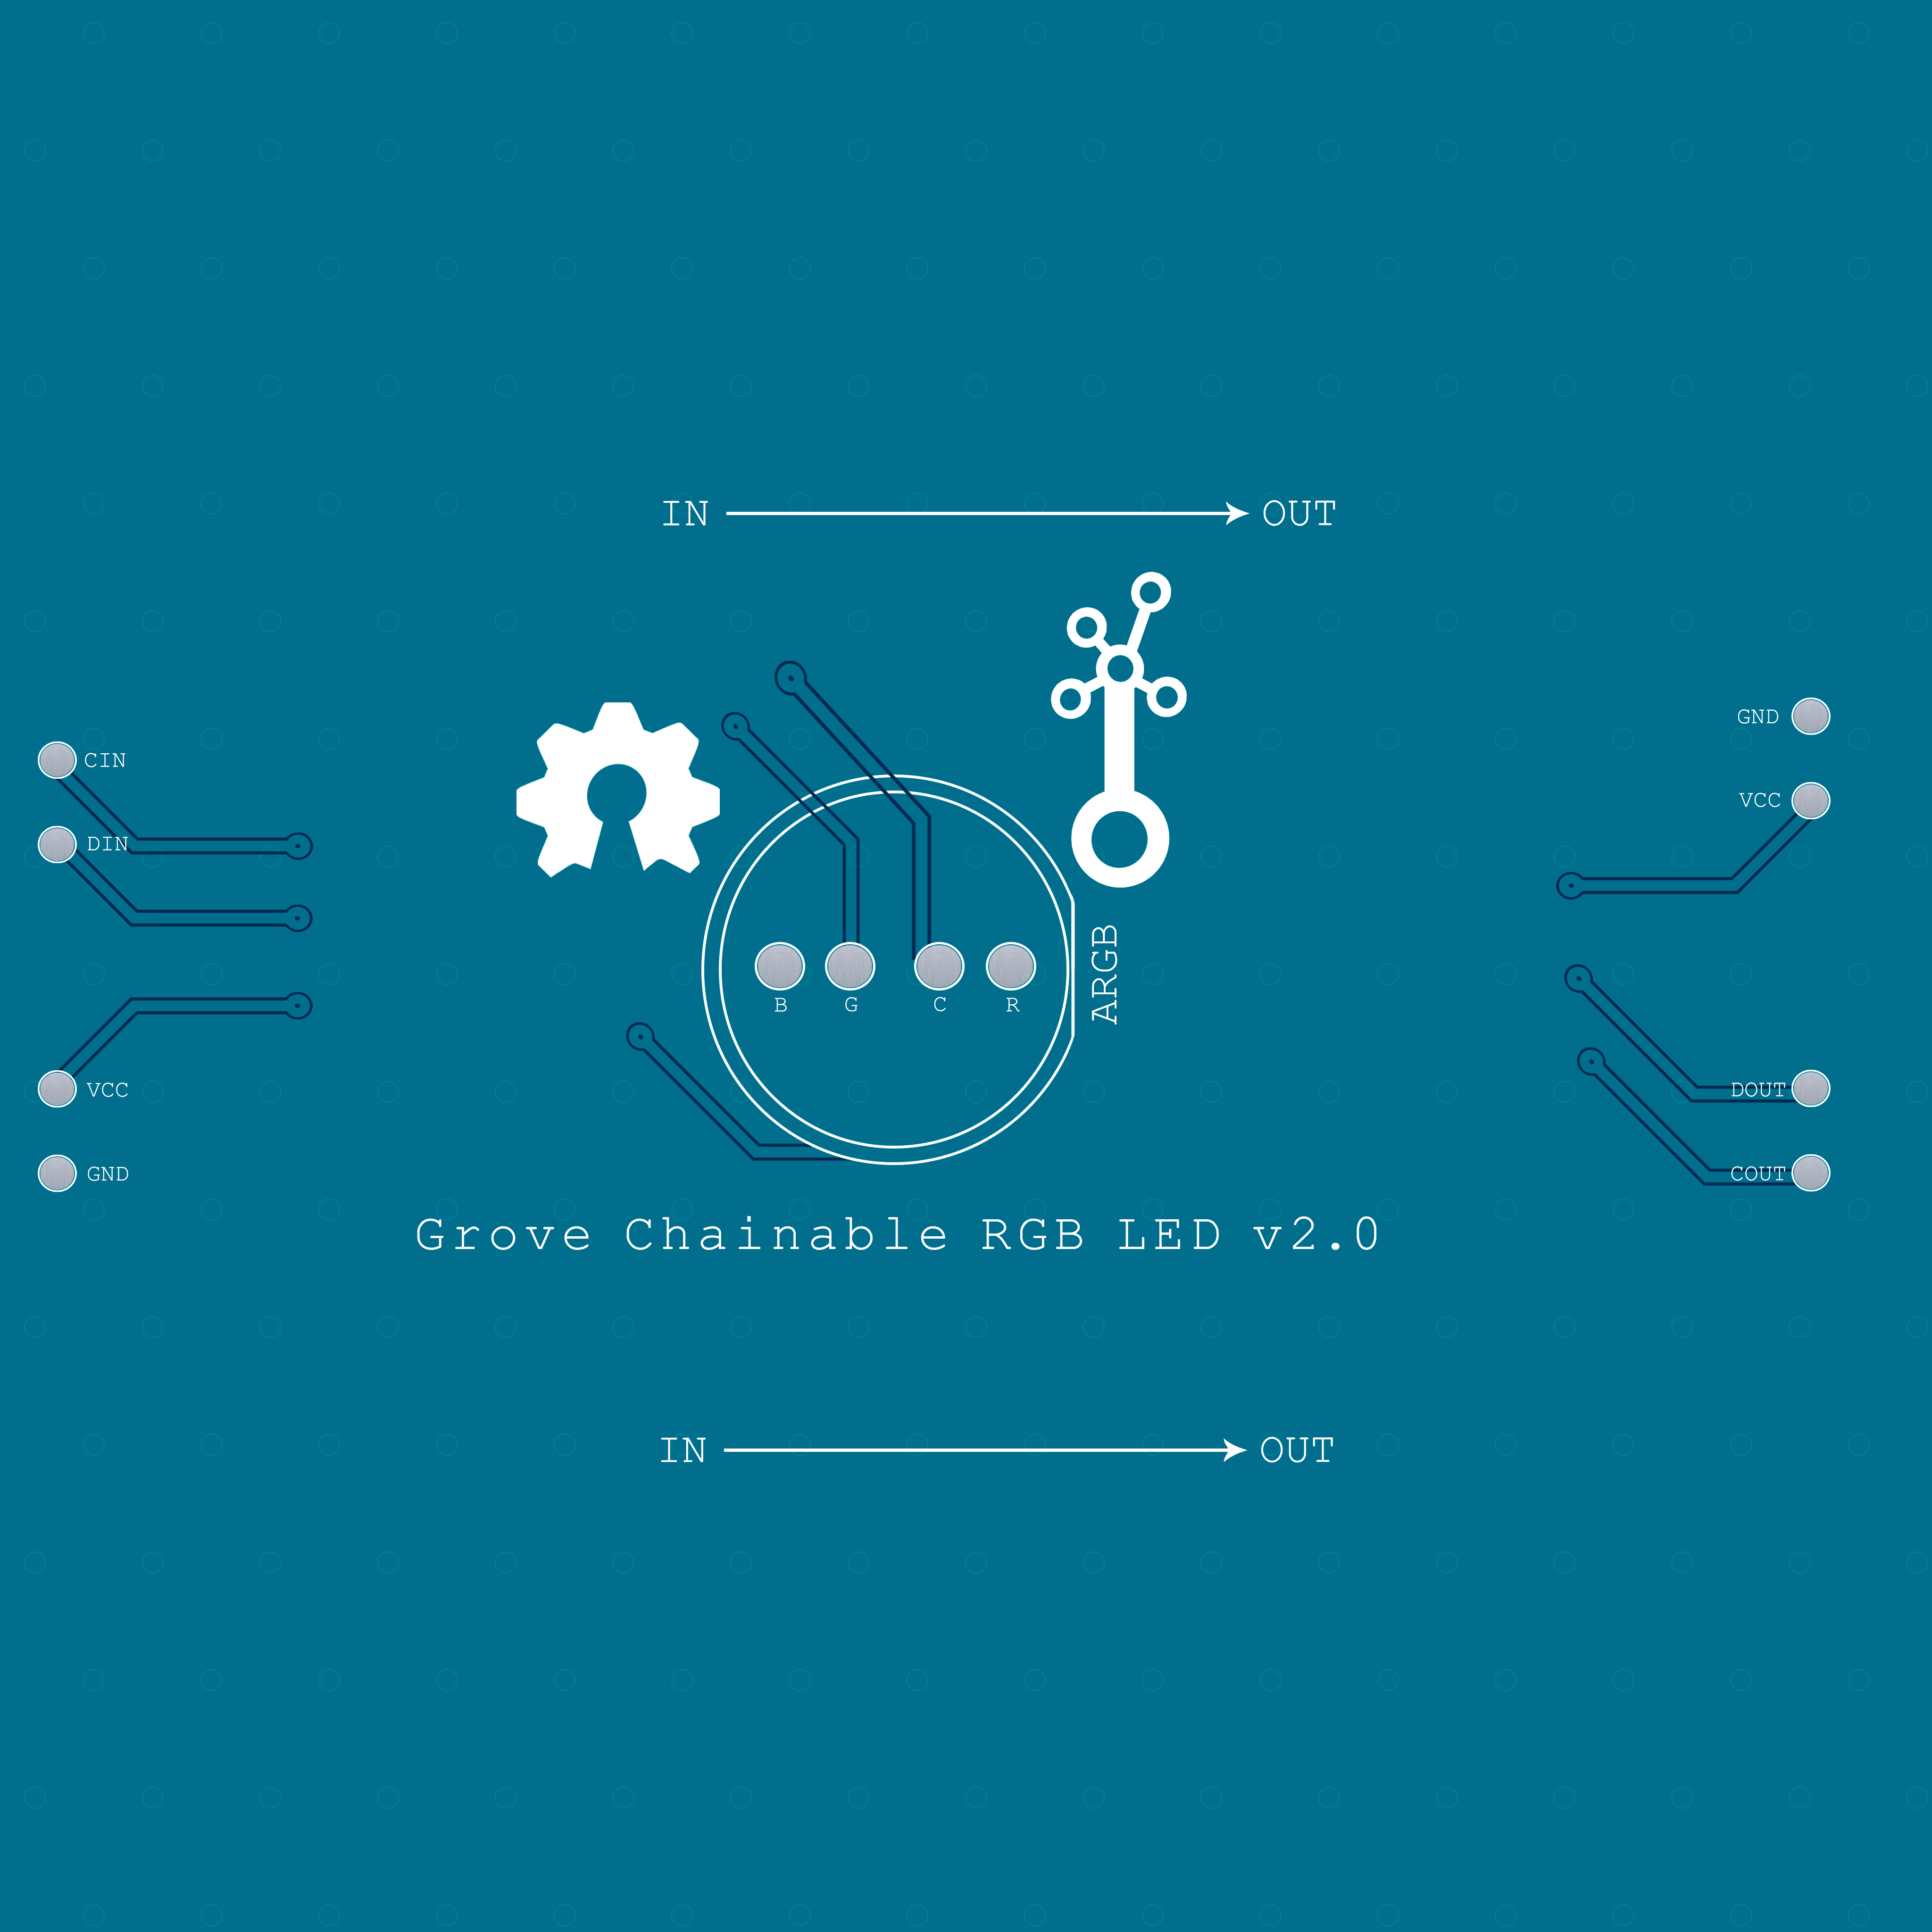 IN OUT
GND
CIN
VCC
DIN
ARGB
B G C R
VCC
DOUT
GND
COUT
Grove Chainable RGB LED v2.0
IN OUT